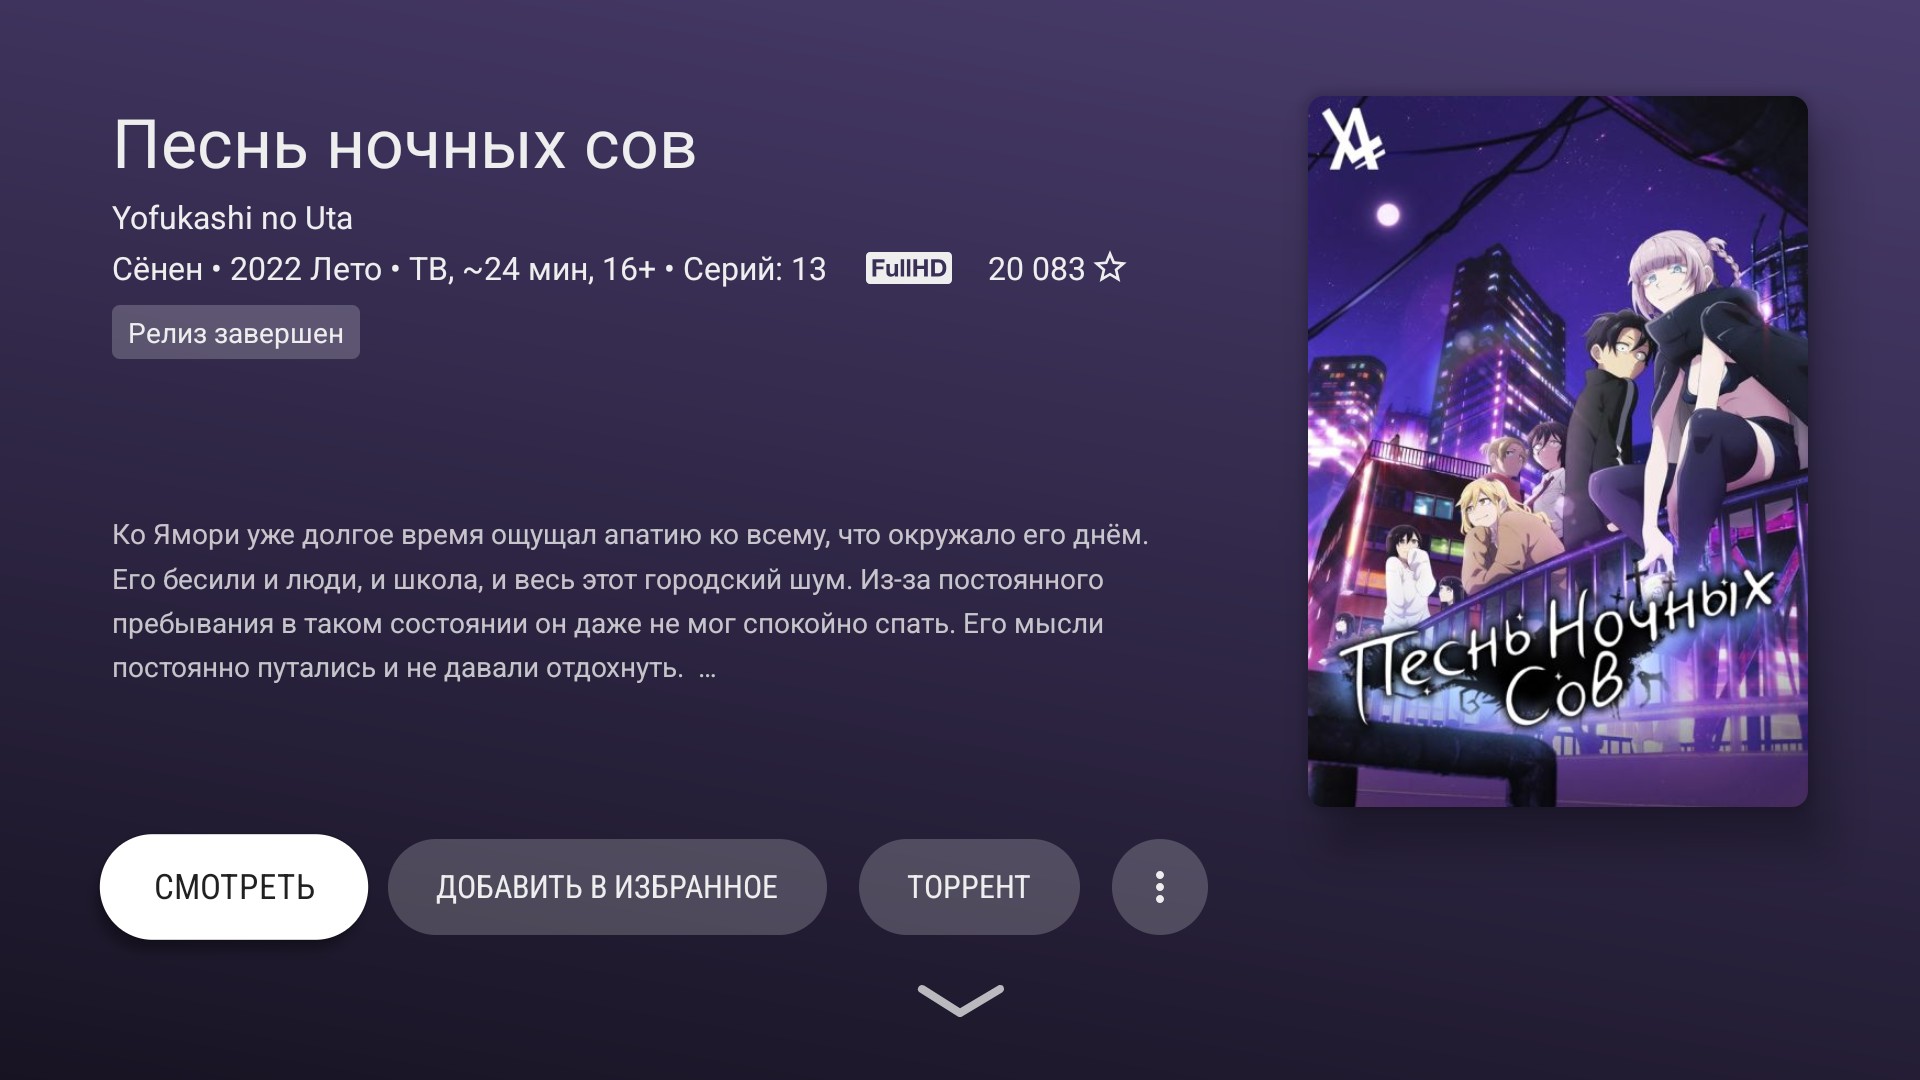 Песнь ночных сов
Yofukashi no Uta
Сёнен • 2022 Лето • ТВ, ~24 мин, 16+ • Серий: 13 FullHD 20 083
Релиз завершен
Ко Ямори уже долгое время ощущал апатию ко всему, что окружало его днём.
Его бесили и люди, и школа, и весь этот городский шум. Из-за постоянного
пребывания в таком состоянии он даже не мог спокойно спать. Его мысли
постоянно путались и не давали отдохнуть. ...
СМОТРЕТЬ
ДОБАВИТЬ В ИЗБРАННОЕ
ТОРРЕНТ
Песнь Ночных
Сов